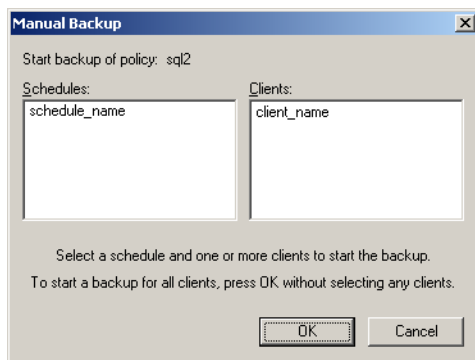 Manual Backup
Start backup of policy: sql2
Schedules:
schedule_name
Clients:
client_name
Select a schedule and one or more clients to start the backup.
To start a backup for all clients, press OK without selecting any clients.
OK
Cancel